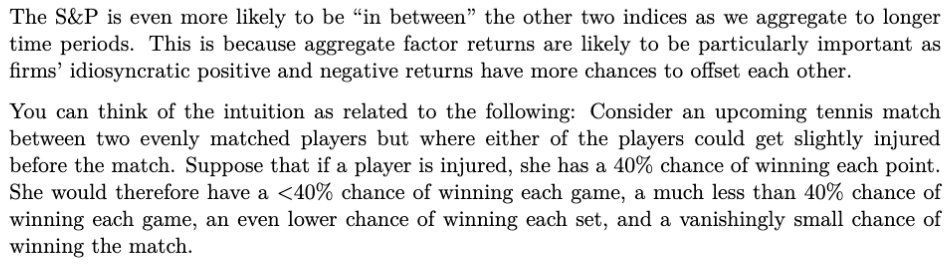 The S&P is even more likely to be “in between” the other two indices as we aggregate to longer
time periods. This is because aggregate factor returns are likely to be particularly important as
firms’ idiosyncratic positive and negative returns have more chances to offset each other.
You can think of the intuition as related to the following: Consider an upcoming tennis match
between two evenly matched players but where either of the players could get slightly injured
before the match. Suppose that if a player is injured, she has a 40% chance of winning each point.
She would therefore have a <40% chance of winning each game, a much less than 40% chance of
winning each game, an even lower chance of winning each set, and a vanishingly small chance of
winning the match.